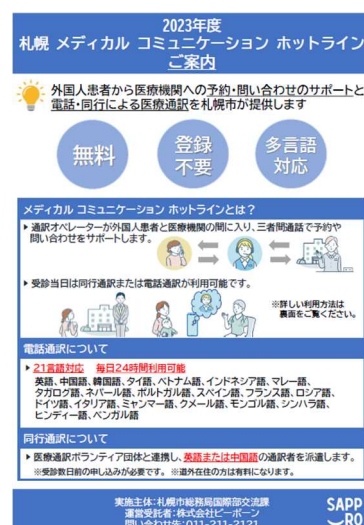 2023年度
札幌 メディカル コミュニケーション ホットライン
ご案内
外国人患者から医療機関への予約・問い合わせのサポートと
電話・同行による医療通訳を札幌市が提供します
無料
登録
不要
多言語
対応
メディカル コミュニケーション ホットラインとは？
▶ 通訳オペレーターが外国人患者と医療機関の間に入り、三者間通話で予約や
問い合わせをサポートします。
▶ 受診当日は同行通訳または電話通訳が利用可能です。
※詳しい利用方法は
裏面をご覧ください。
電話通訳について
▶ 21言語対応 毎日24時間利用可能
英語、中国語、韓国語、タイ語、ベトナム語、インドネシア語、マレー語、
タガログ語、ネパール語、ポルトガル語、スペイン語、フランス語、ロシア語、
ドイツ語、イタリア語、ミャンマー語、クメール語、モンゴル語、シンハラ語、
ヒンディー語、ベンガル語
同行通訳について
▶ 医療通訳ボランティア団体と連携し、英語または中国語の通訳者を派遣します。
※受診数日前の申し込みが必要です。 ※道外在住の方は有料になります。
実施主体：札幌市総務局国際部交流課
運営受託者：株式会社ビーボーン
問い合わせ先：011-211-2121
SAPP
RO